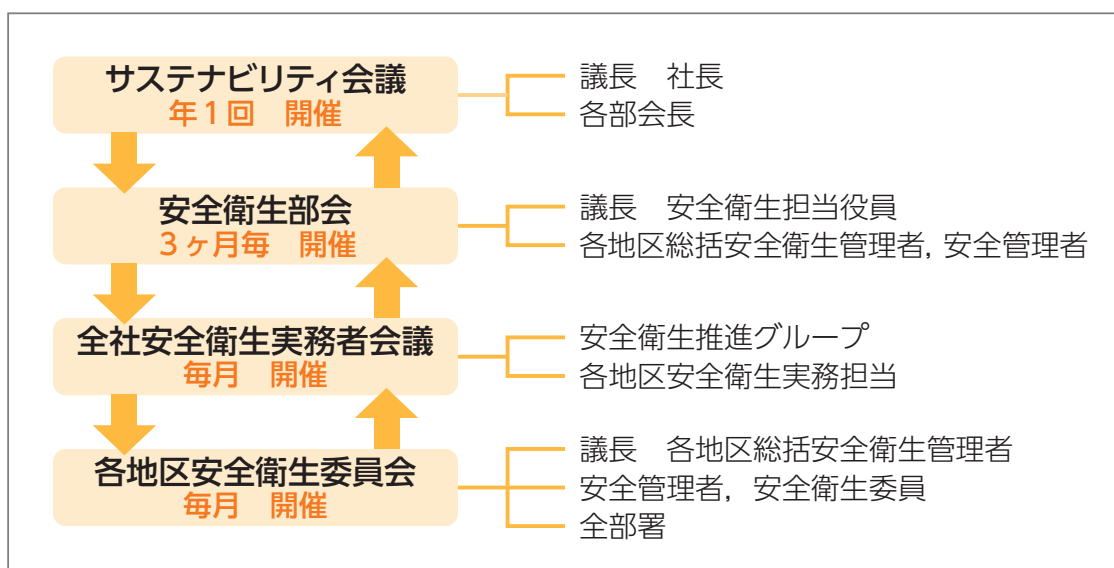 サステナビリティ会議
年1回　開催
議長　社長
各部会長
安全衛生部会
3ヶ月毎　開催
議長　安全衛生担当役員
各地区総括安全衛生管理者, 安全管理者
全社安全衛生実務者会議
毎月　開催
安全衛生推進グループ
各地区安全衛生実務担当
各地区安全衛生委員会
毎月　開催
議長　各地区総括安全衛生管理者
安全管理者,　安全衛生委員
全部署